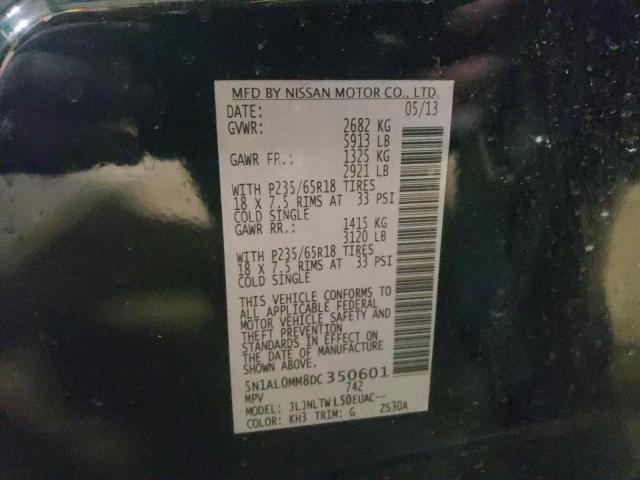 MFD BY NISSAN MOTOR CO., LTD.
DATE: 05/13
GVWR: 2682 KG
5913 LB
GAWR FR.: 1325 KG
2921 LB
WITH P235/65R18 TIRES
18 X 7.5 RIMS AT 33 PSI
COLD SINGLE
GAWR RR.: 1415 KG
3120 LB
WITH P235/65R18 TIRES
18 X 7.5 RIMS AT 33 PSI
COLD SINGLE
THIS VEHICLE CONFORMS TO
ALL APPLICABLE FEDERAL
MOTOR VEHICLE SAFETY AND
THEFT PREVENTION
STANDARDS IN EFFECT ON
THE DATE OF MANUFACTURE
SHOWN ABOVE.
5N1AL0MM8DC350601
MPV 742
MODEL: JLJNLTWL50EUAC--
COLOR: KH3 TRIM: G ZS30A